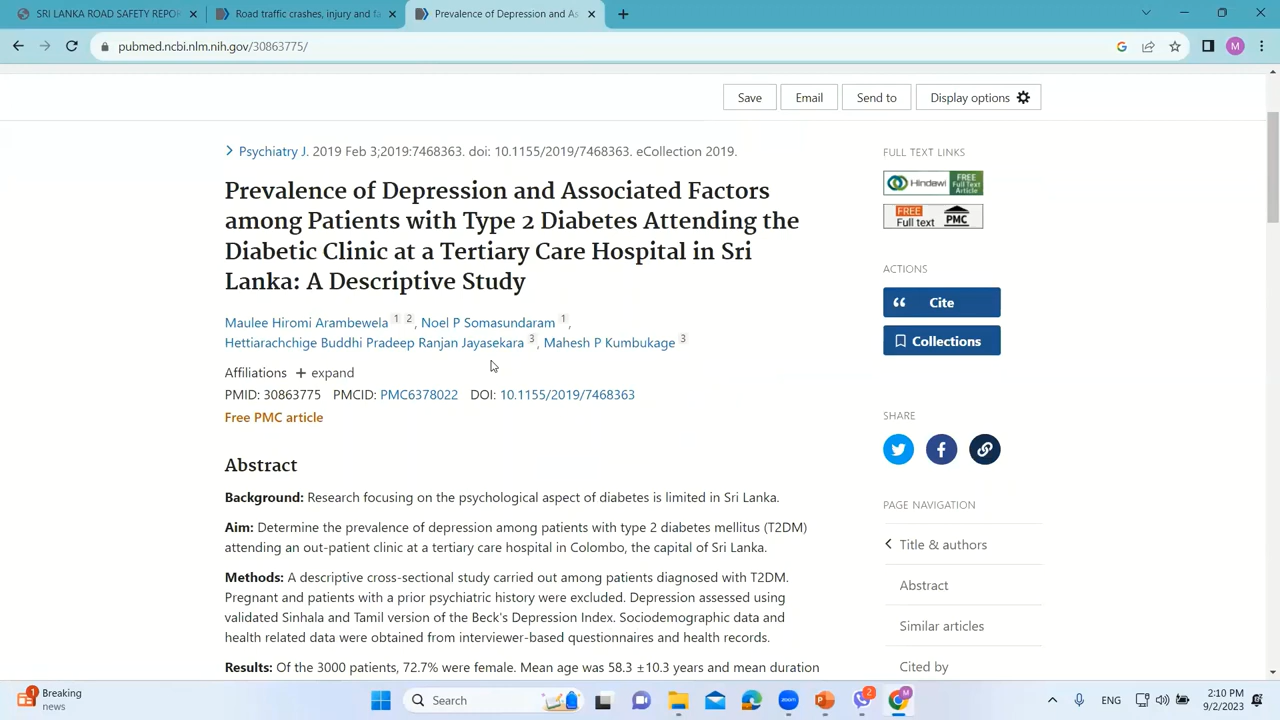 SRI LANKA ROAD SAFETY REPO
Road traffic crashes, injury and fa
Prevalence of Depression and As
pubmed.ncbi.nlm.nih.gov/30863775/
M
Save
Email
Send to
Display options
Psychiatry J. 2019 Feb 3;2019:7468363. doi: 10.1155/2019/7468363. eCollection 2019.
Prevalence of Depression and Associated Factors
among Patients with Type 2 Diabetes Attending the
Diabetic Clinic at a Tertiary Care Hospital in Sri
Lanka: A Descriptive Study
Maulee Hiromi Arambewela 1 2, Noel P Somasundaram 1,
Hettiarachchige Buddhi Pradeep Ranjan Jayasekara 3, Mahesh P Kumbukage 3
Affiliations + expand
PMID: 30863775 PMCID: PMC6378022 DOI: 10.1155/2019/7468363
Free PMC article
Abstract
Background: Research focusing on the psychological aspect of diabetes is limited in Sri Lanka.
Aim: Determine the prevalence of depression among patients with type 2 diabetes mellitus (T2DM)
attending an out-patient clinic at a tertiary care hospital in Colombo, the capital of Sri Lanka.
Methods: A descriptive cross-sectional study carried out among patients diagnosed with T2DM.
Pregnant and patients with a prior psychiatric history were excluded. Depression assessed using
validated Sinhala and Tamil version of the Beck's Depression Index. Sociodemographic data and
health related data were obtained from interviewer-based questionnaires and health records.
Results: Of the 3000 patients, 72.7% were female. Mean age was 58.3 ±10.3 years and mean duration
FULL TEXT LINKS
Hindawi FREE Full Text Article
FREE Full text PMC
ACTIONS
Cite
Collections
SHARE
PAGE NAVIGATION
Title & authors
Abstract
Similar articles
Cited by
1
Breaking
news
Search
zoom
2
M
ENG
2:10 PM
9/2/2023